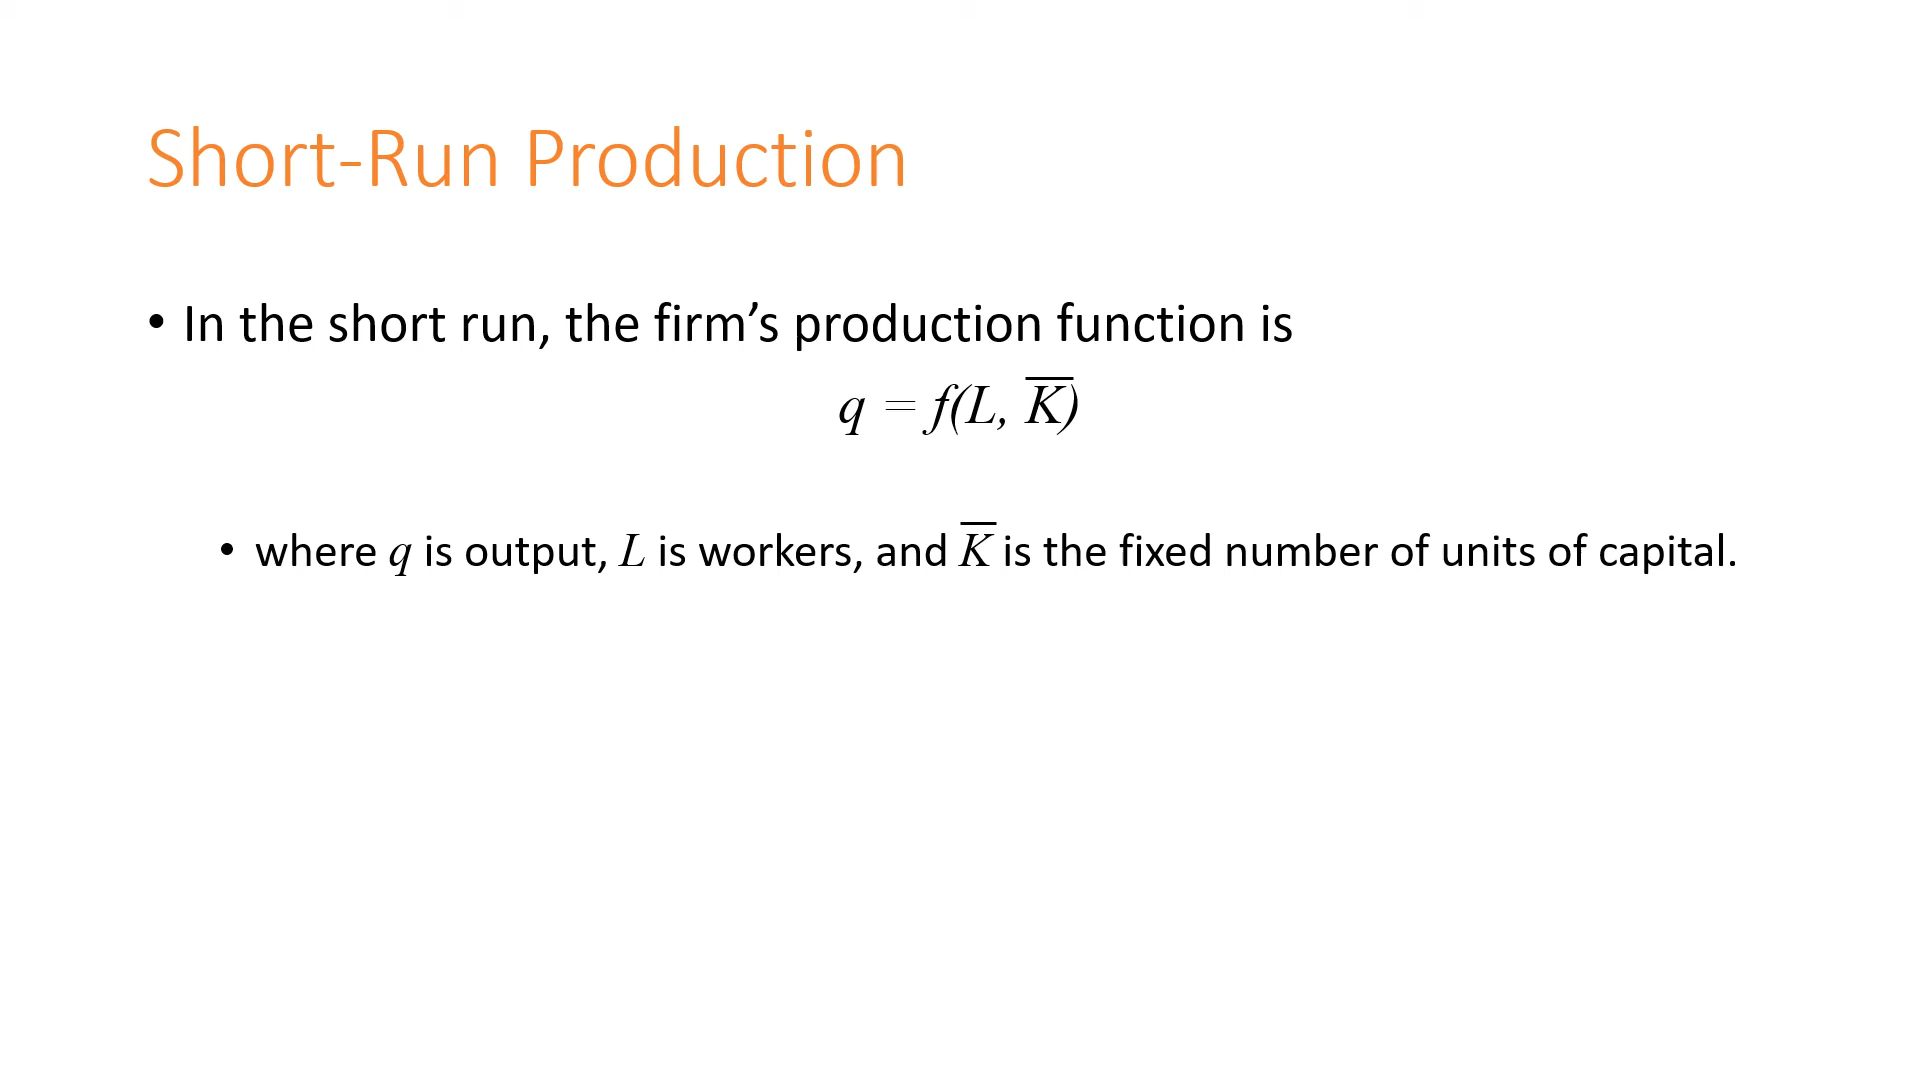 Short-Run Production
• In the short run, the firm’s production function is
q = f(L, K̅)
• where q is output, L is workers, and K̅ is the fixed number of units of capital.